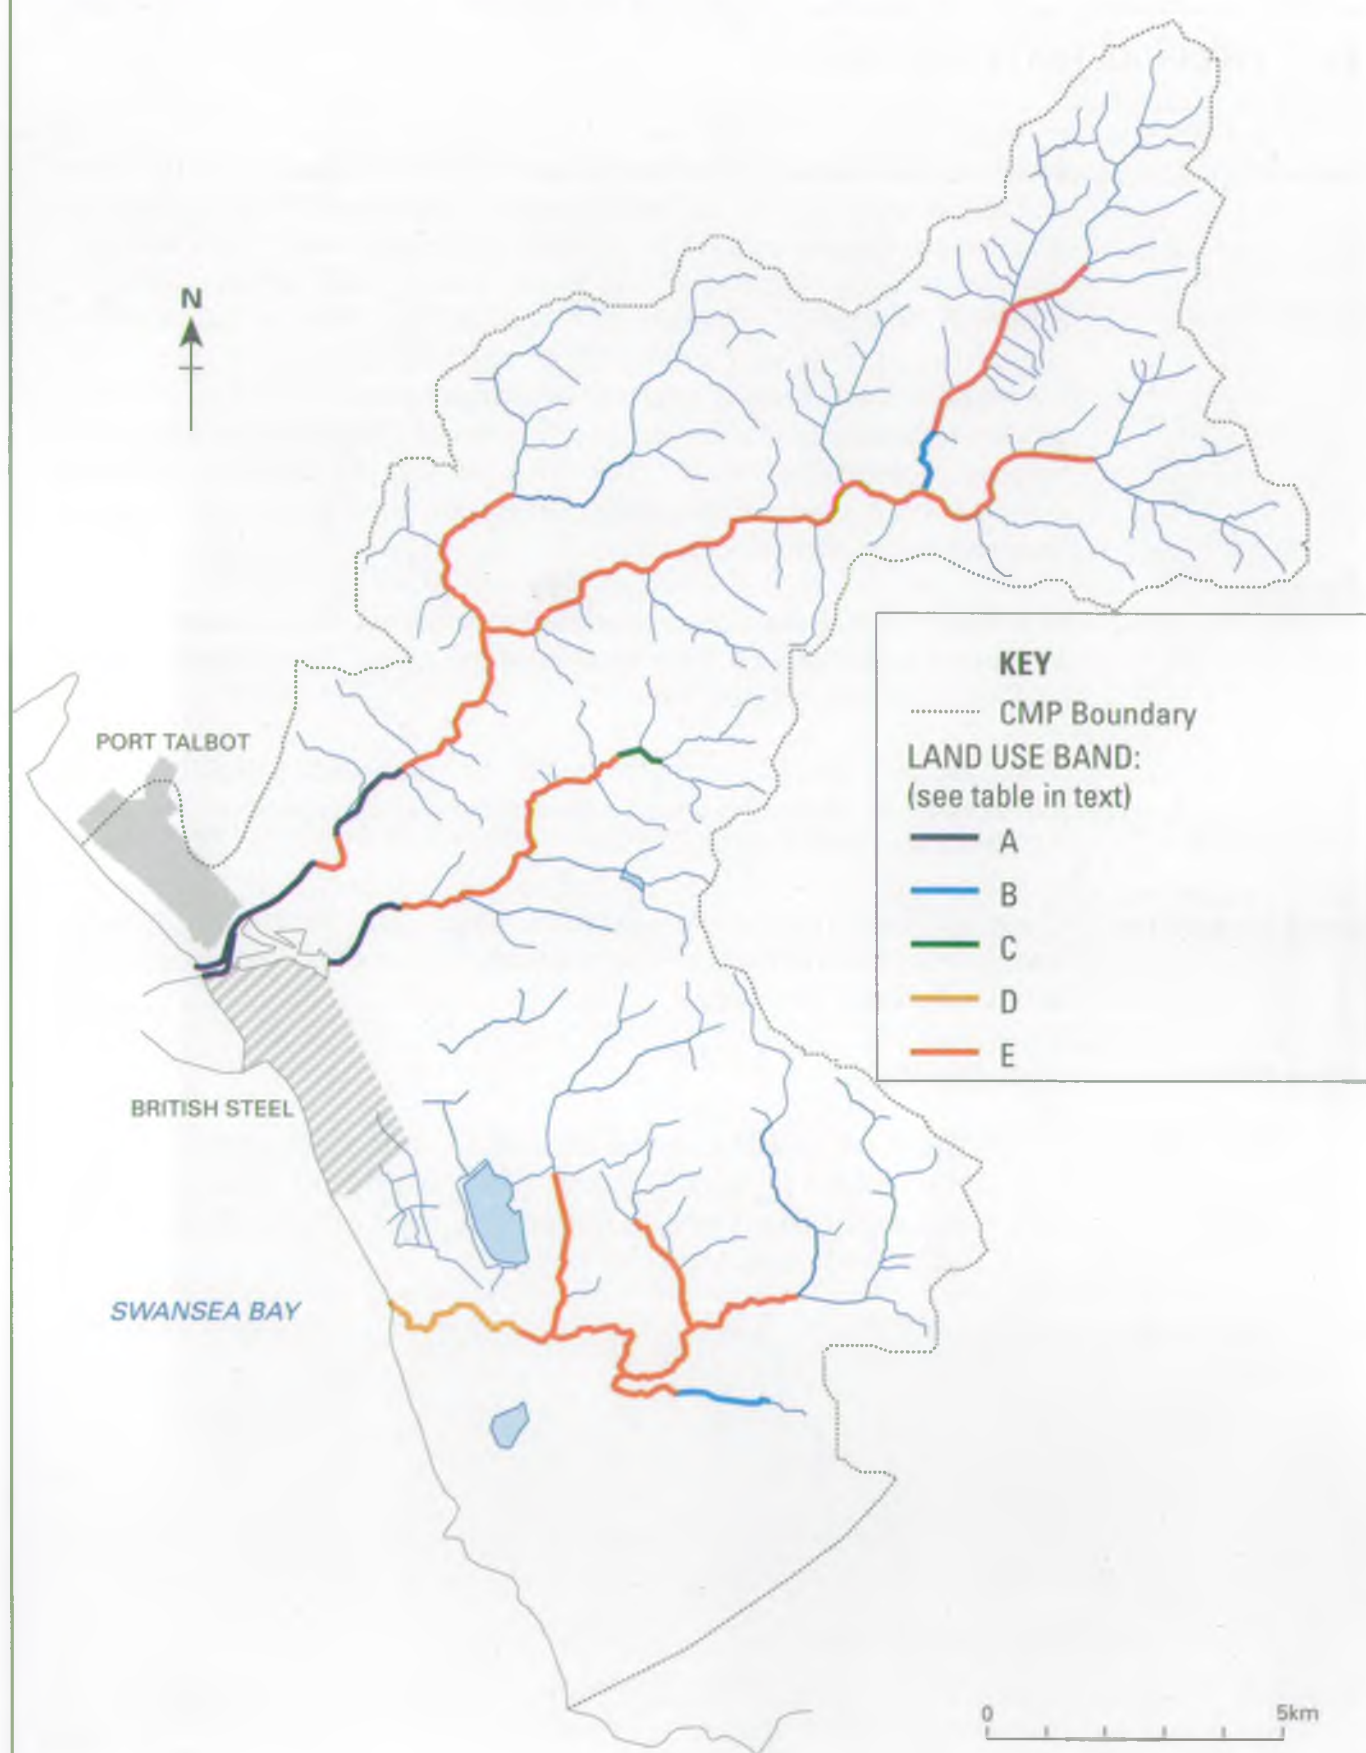 N
PORT TALBOT
BRITISH STEEL
SWANSEA BAY
KEY
CMP Boundary
LAND USE BAND:
(see table in text)
A
B
C
D
E
0 5km